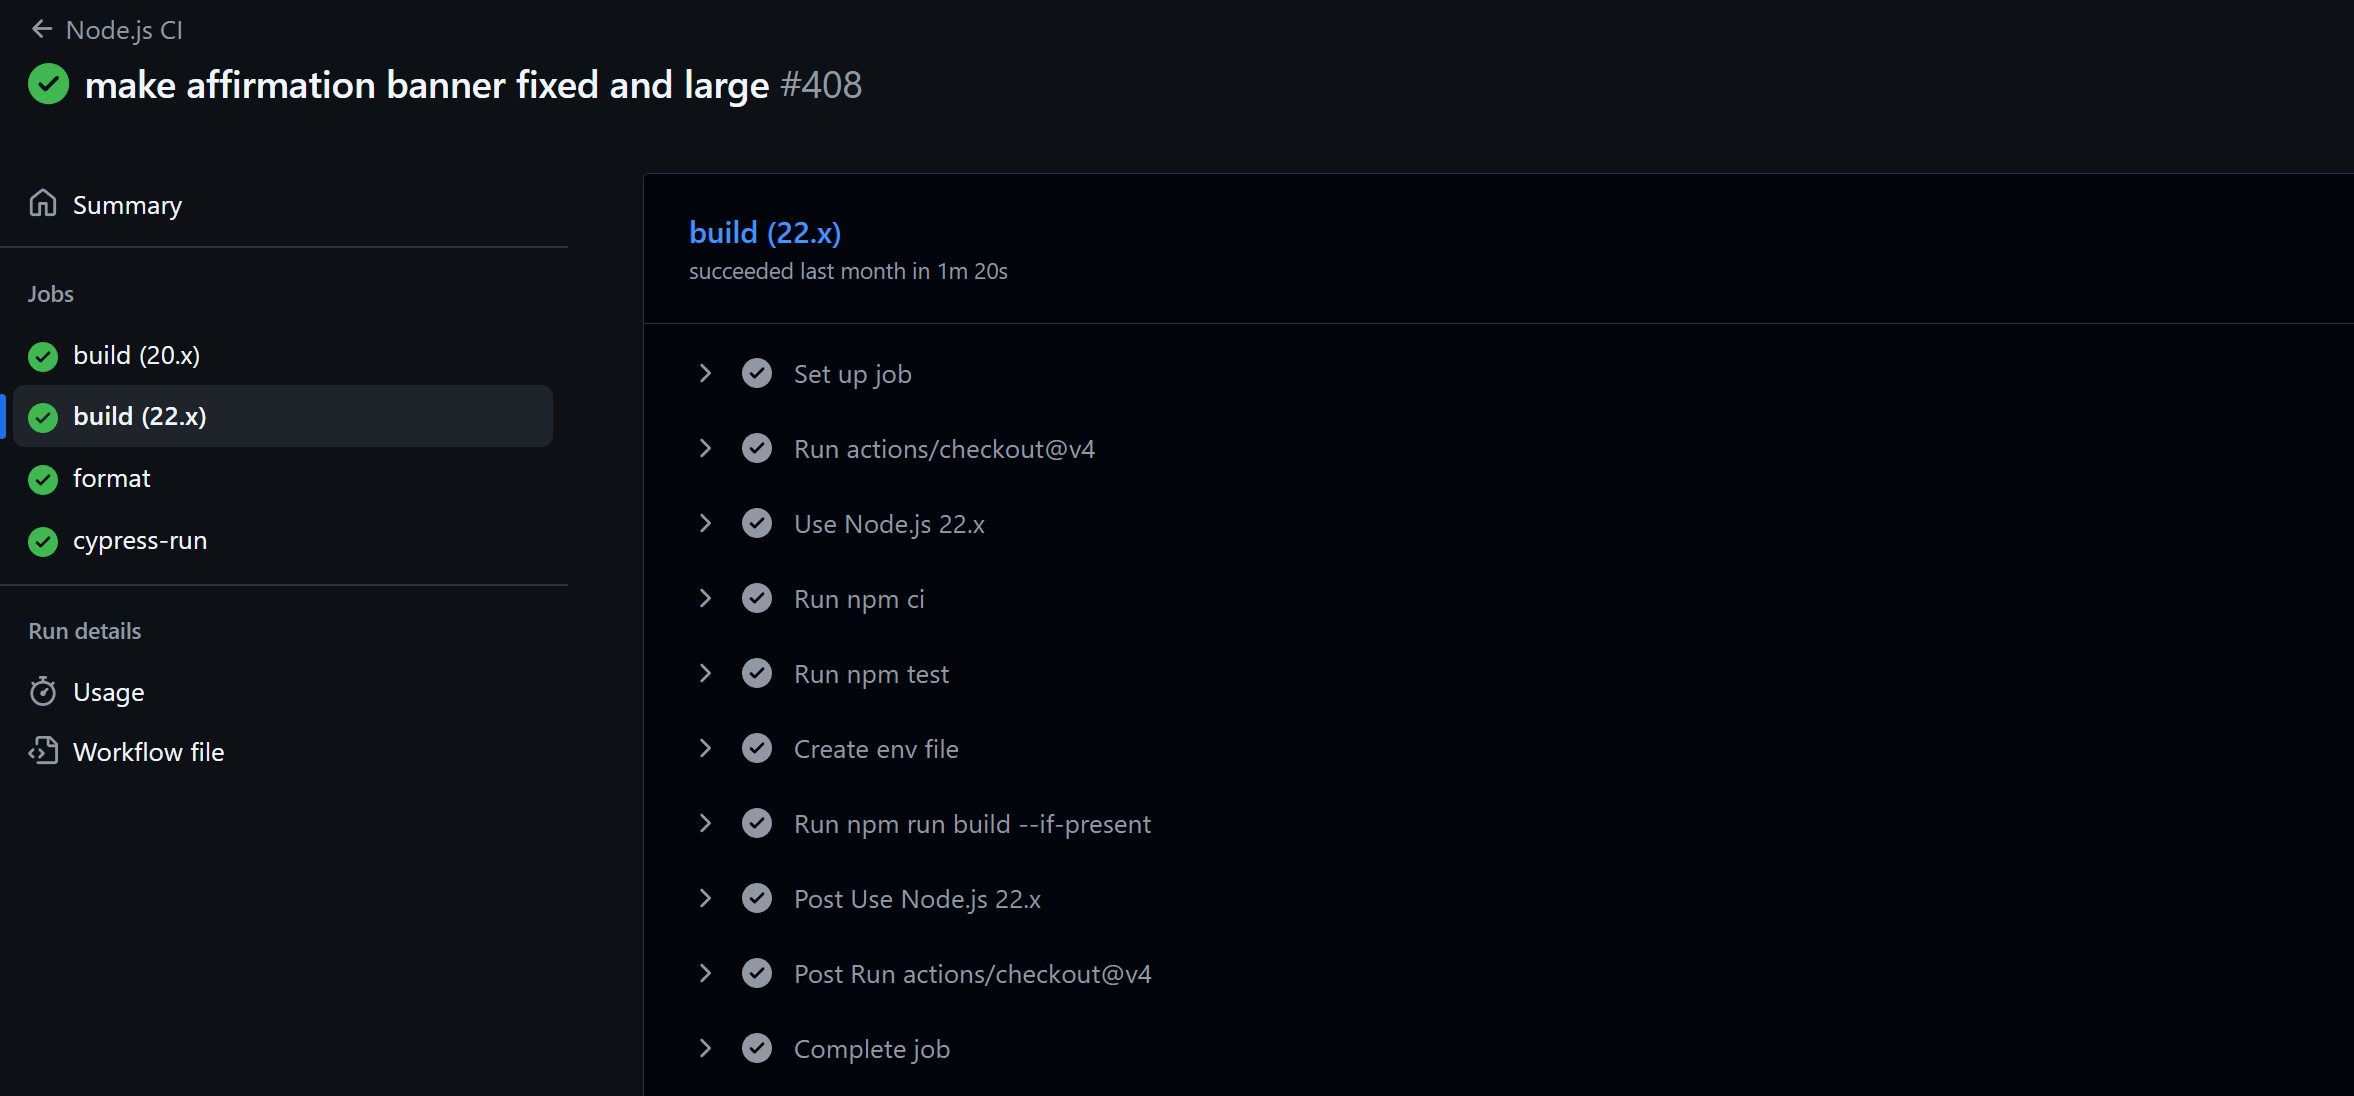 Node.js CI
make affirmation banner fixed and large #408
Summary
Jobs
build (20.x)
build (22.x)
format
cypress-run
Run details
Usage
Workflow file
build (22.x)
succeeded last month in 1m 20s
Set up job
Run actions/checkout@v4
Use Node.js 22.x
Run npm ci
Run npm test
Create env file
Run npm run build --if-present
Post Use Node.js 22.x
Post Run actions/checkout@v4
Complete job